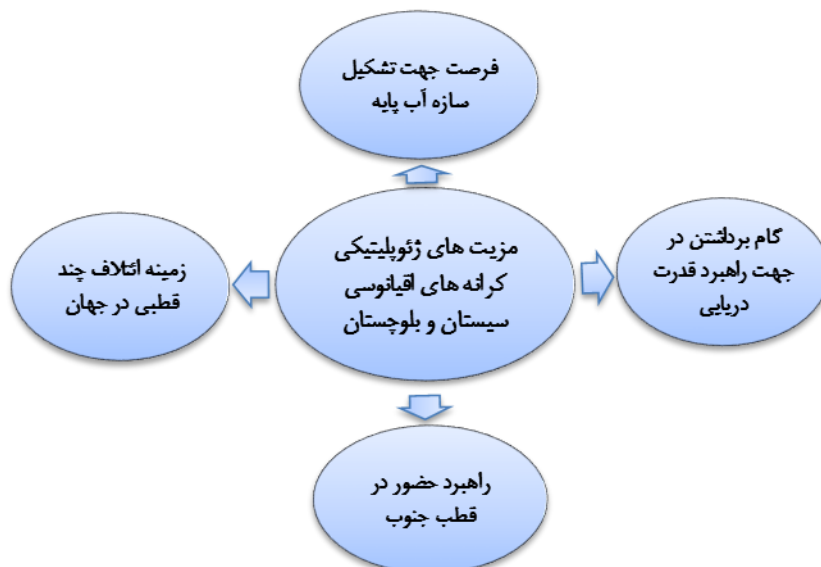 فرصت جهت تشکیل
سازه آب پایه
مزیت های ژئوپلیتیکی
کرانه های اقیانوسی
سیستان و بلوچستان
گام برداشتن در
جهت راهبرد قدرت
دریایی
زمینه ائتلاف چند
قطبی در جهان
راهبرد حضور در
قطب جنوب